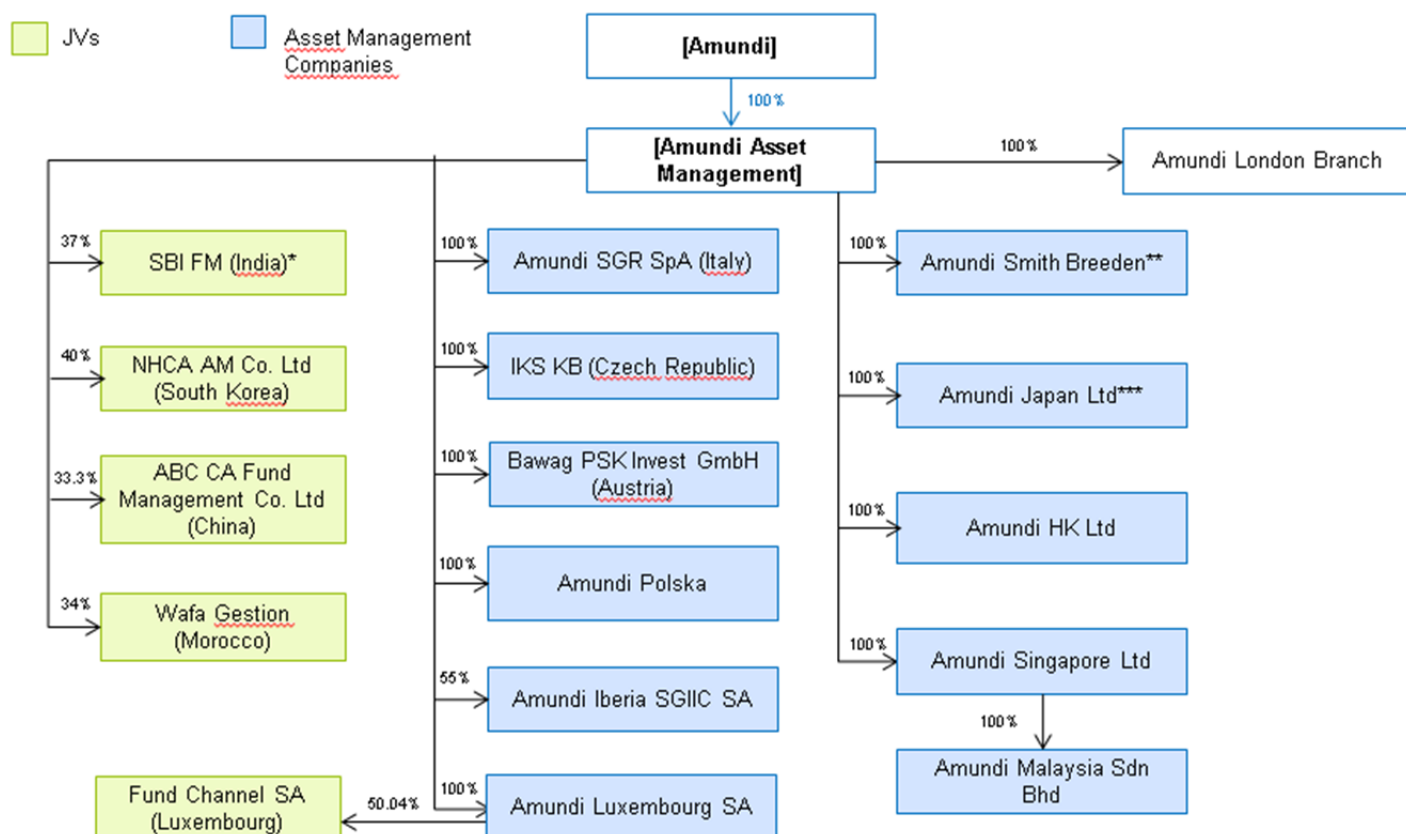 JVs
Asset Management
Companies
[Amundi]
100%
[Amundi Asset
Management]
100%
Amundi London Branch
37%
SBI FM (India)*
100%
Amundi SGR SpA (Italy)
100%
Amundi Smith Breeden**
40%
NHCA AM Co. Ltd
(South Korea)
100%
IKS KB (Czech Republic)
100%
Amundi Japan Ltd***
33.3%
ABC CA Fund
Management Co. Ltd
(China)
100%
Bawag PSK Invest GmbH
(Austria)
100%
Amundi HK Ltd
34%
Wafa Gestion
(Morocco)
100%
Amundi Polska
100%
Amundi Singapore Ltd
55%
Amundi Iberia SGIIC SA
100%
Amundi Malaysia Sdn
Bhd
100%
Amundi Luxembourg SA
50.04%
Fund Channel SA
(Luxembourg)